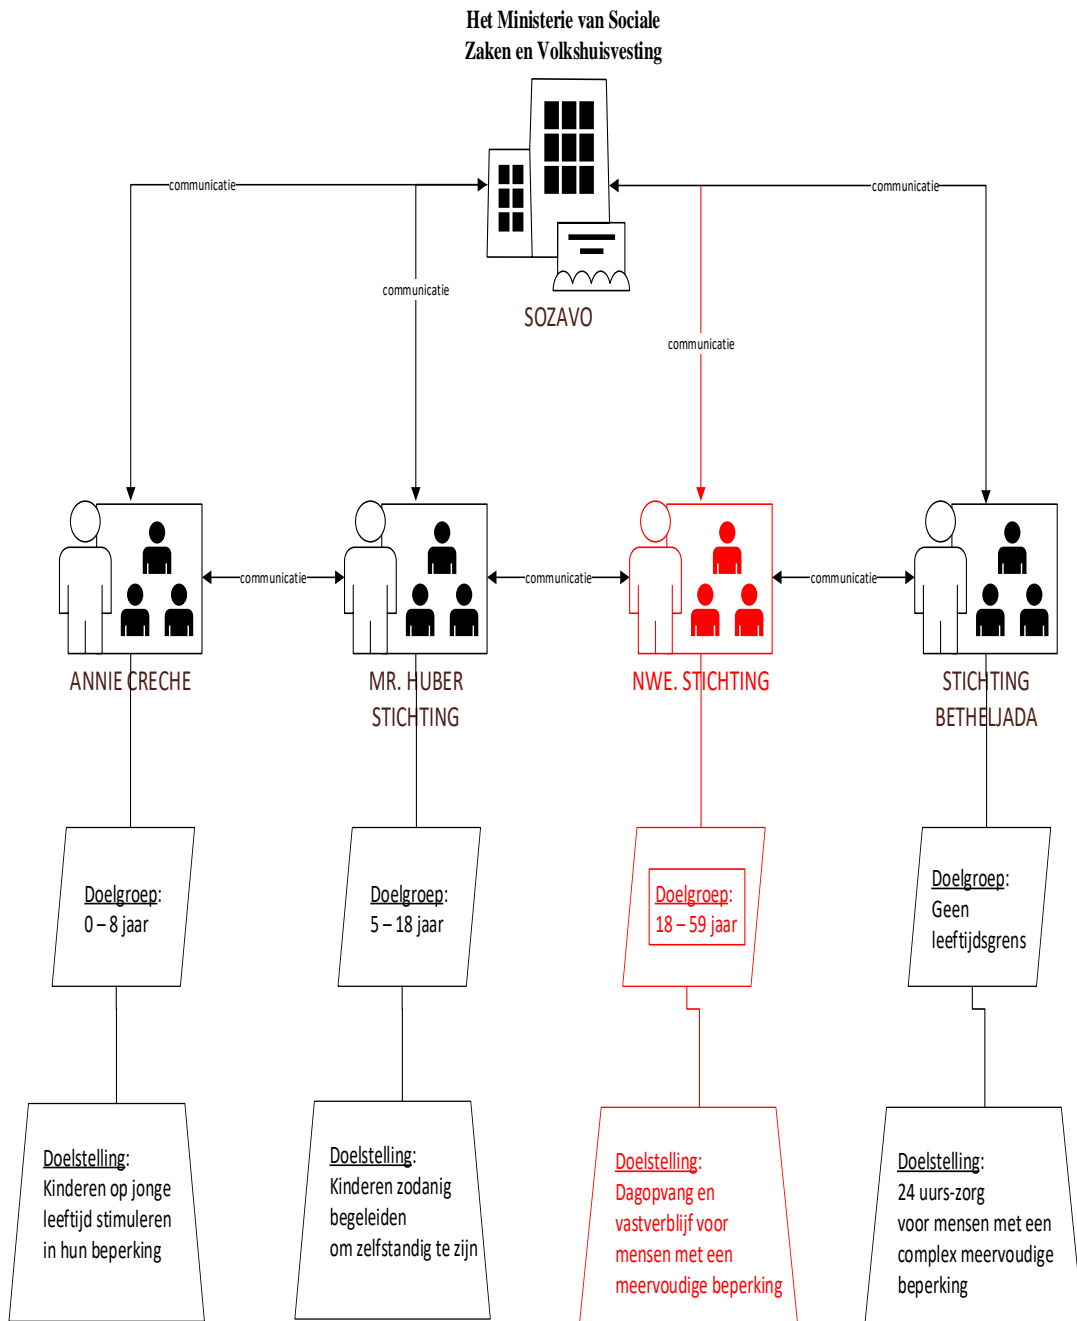 Het Ministerie van Sociale
Zaken en Volkshuisvesting
communicatie
communicatie
communicatie
SOZAVO
communicatie
communicatie
communicatie
communicatie
ANNIE CRECHE
MR. HUBER
STICHTING
NWE. STICHTING
STICHTING
BETHELJADA
Doelgroep:
0 – 8 jaar
Doelgroep:
5 – 18 jaar
Doelgroep:
18 – 59 jaar
Doelgroep:
Geen
leeftijdsgrens
Doelstelling:
Kinderen op jonge
leeftijd stimuleren
in hun beperking
Doelstelling:
Kinderen zodanig
begeleiden
om zelfstandig te zijn
Doelstelling:
Dagopvang en
vastverblijf voor
mensen met een
meervoudige beperking
Doelstelling:
24 uurs-zorg
voor mensen met een
complex meervoudige
beperking